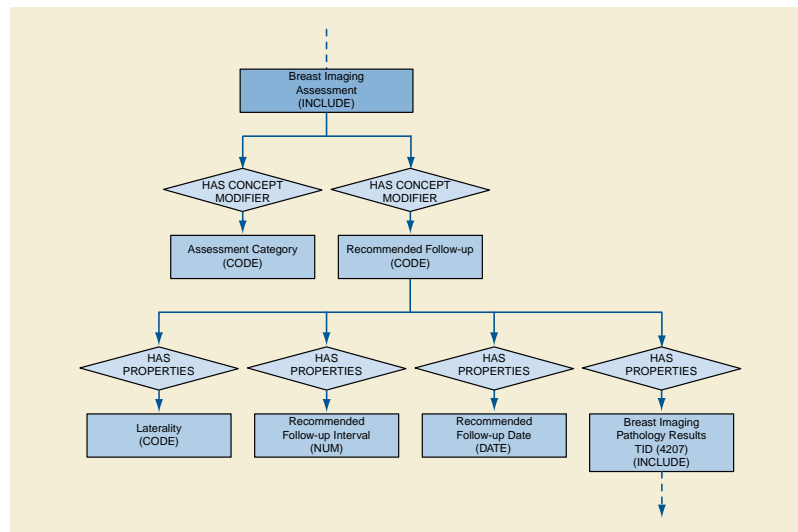 Breast Imaging
Assessment
(INCLUDE)
HAS CONCEPT
MODIFIER
HAS CONCEPT
MODIFIER
Assessment Category
(CODE)
Recommended Follow-up
(CODE)
HAS
PROPERTIES
HAS
PROPERTIES
HAS
PROPERTIES
HAS
PROPERTIES
Laterality
(CODE)
Recommended
Follow-up Interval
(NUM)
Recommended
Follow-up Date
(DATE)
Breast Imaging
Pathology Results
TID (4207)
(INCLUDE)